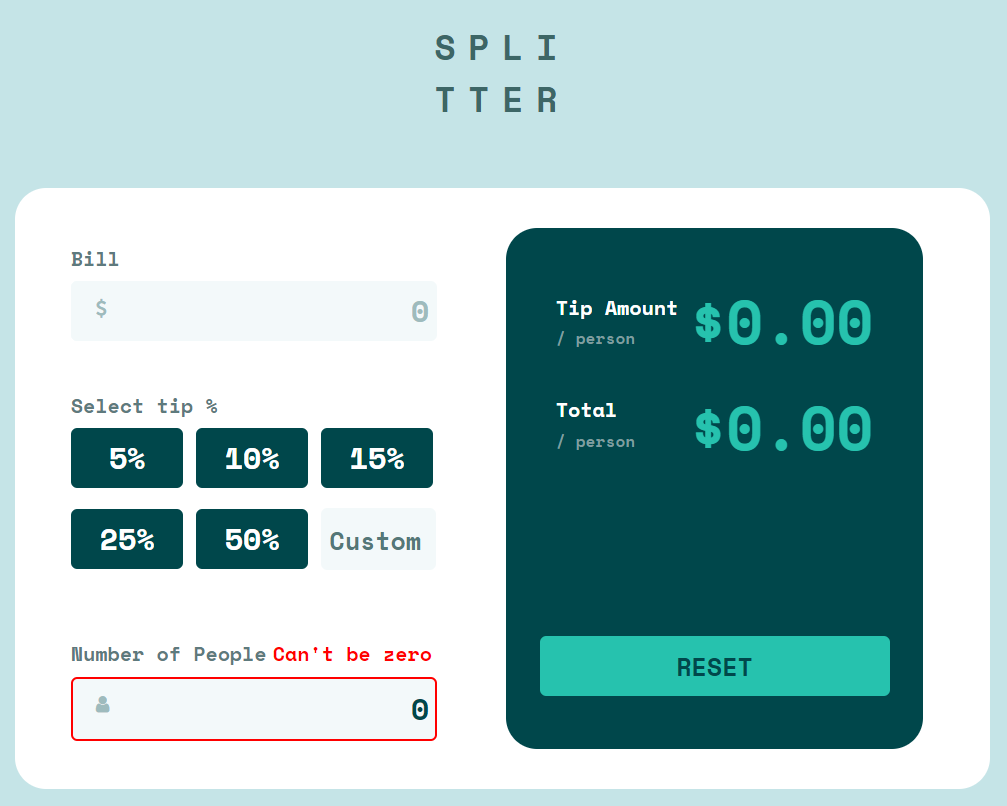 SPLI
TTER
Bill
$ 0
Select tip %
5% 10% 15%
25% 50% Custom
Number of People Can't be zero
0
Tip Amount
/ person
$0.00
Total
/ person
$0.00
RESET